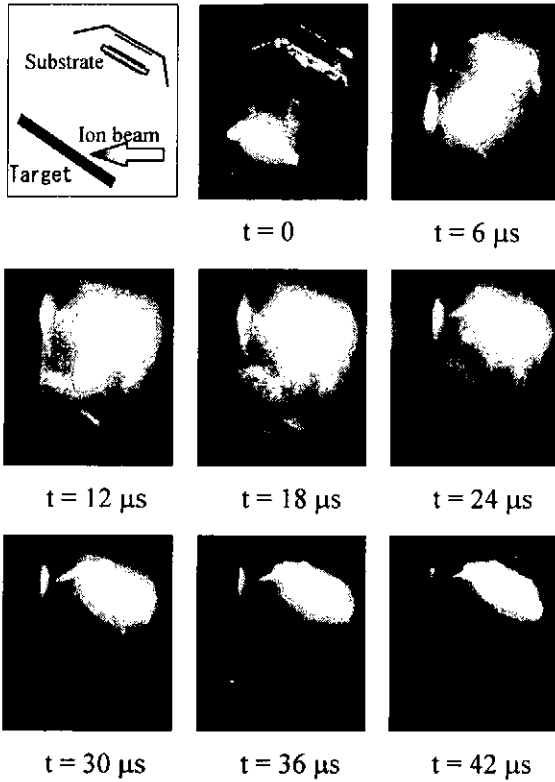 Substrate
Ion beam
Target
t = 0
t = 6 μs
t = 12 μs
t = 18 μs
t = 24 μs
t = 30 μs
t = 36 μs
t = 42 μs